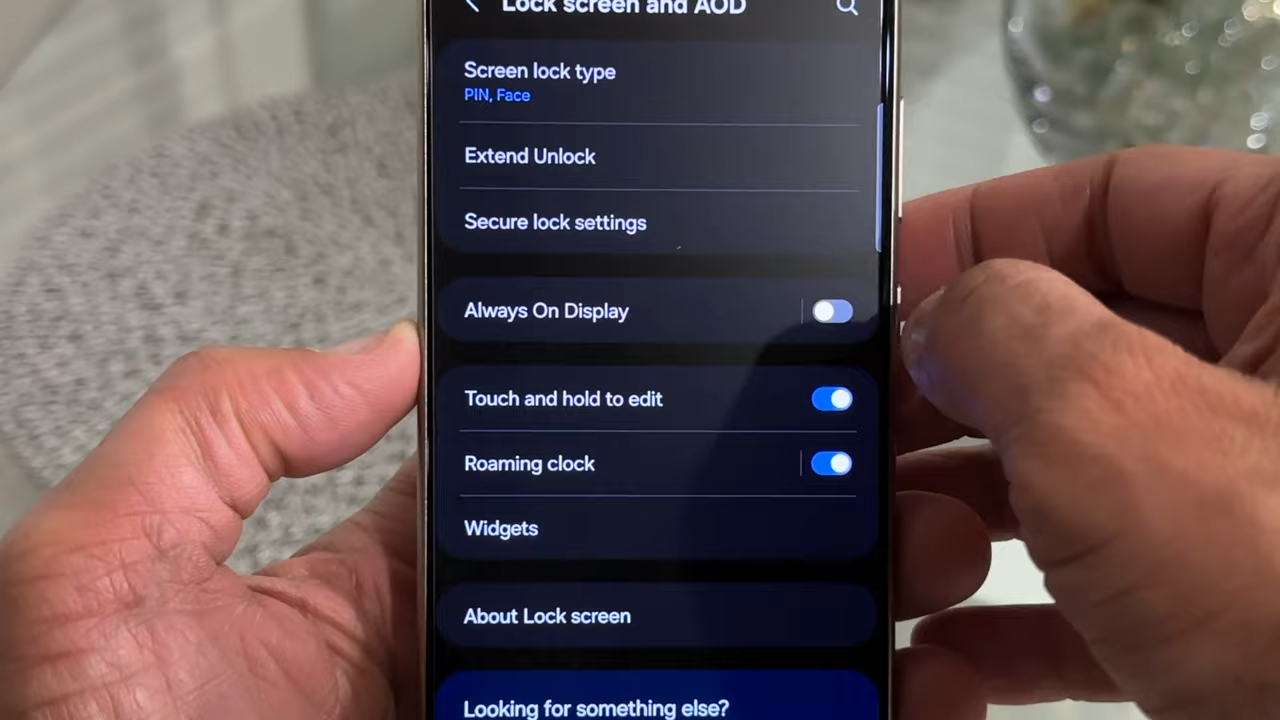 Lock screen and AOD
Screen lock type
PIN, Face
Extend Unlock
Secure lock settings
Always On Display
Touch and hold to edit
Roaming clock
Widgets
About Lock screen
Looking for something else?